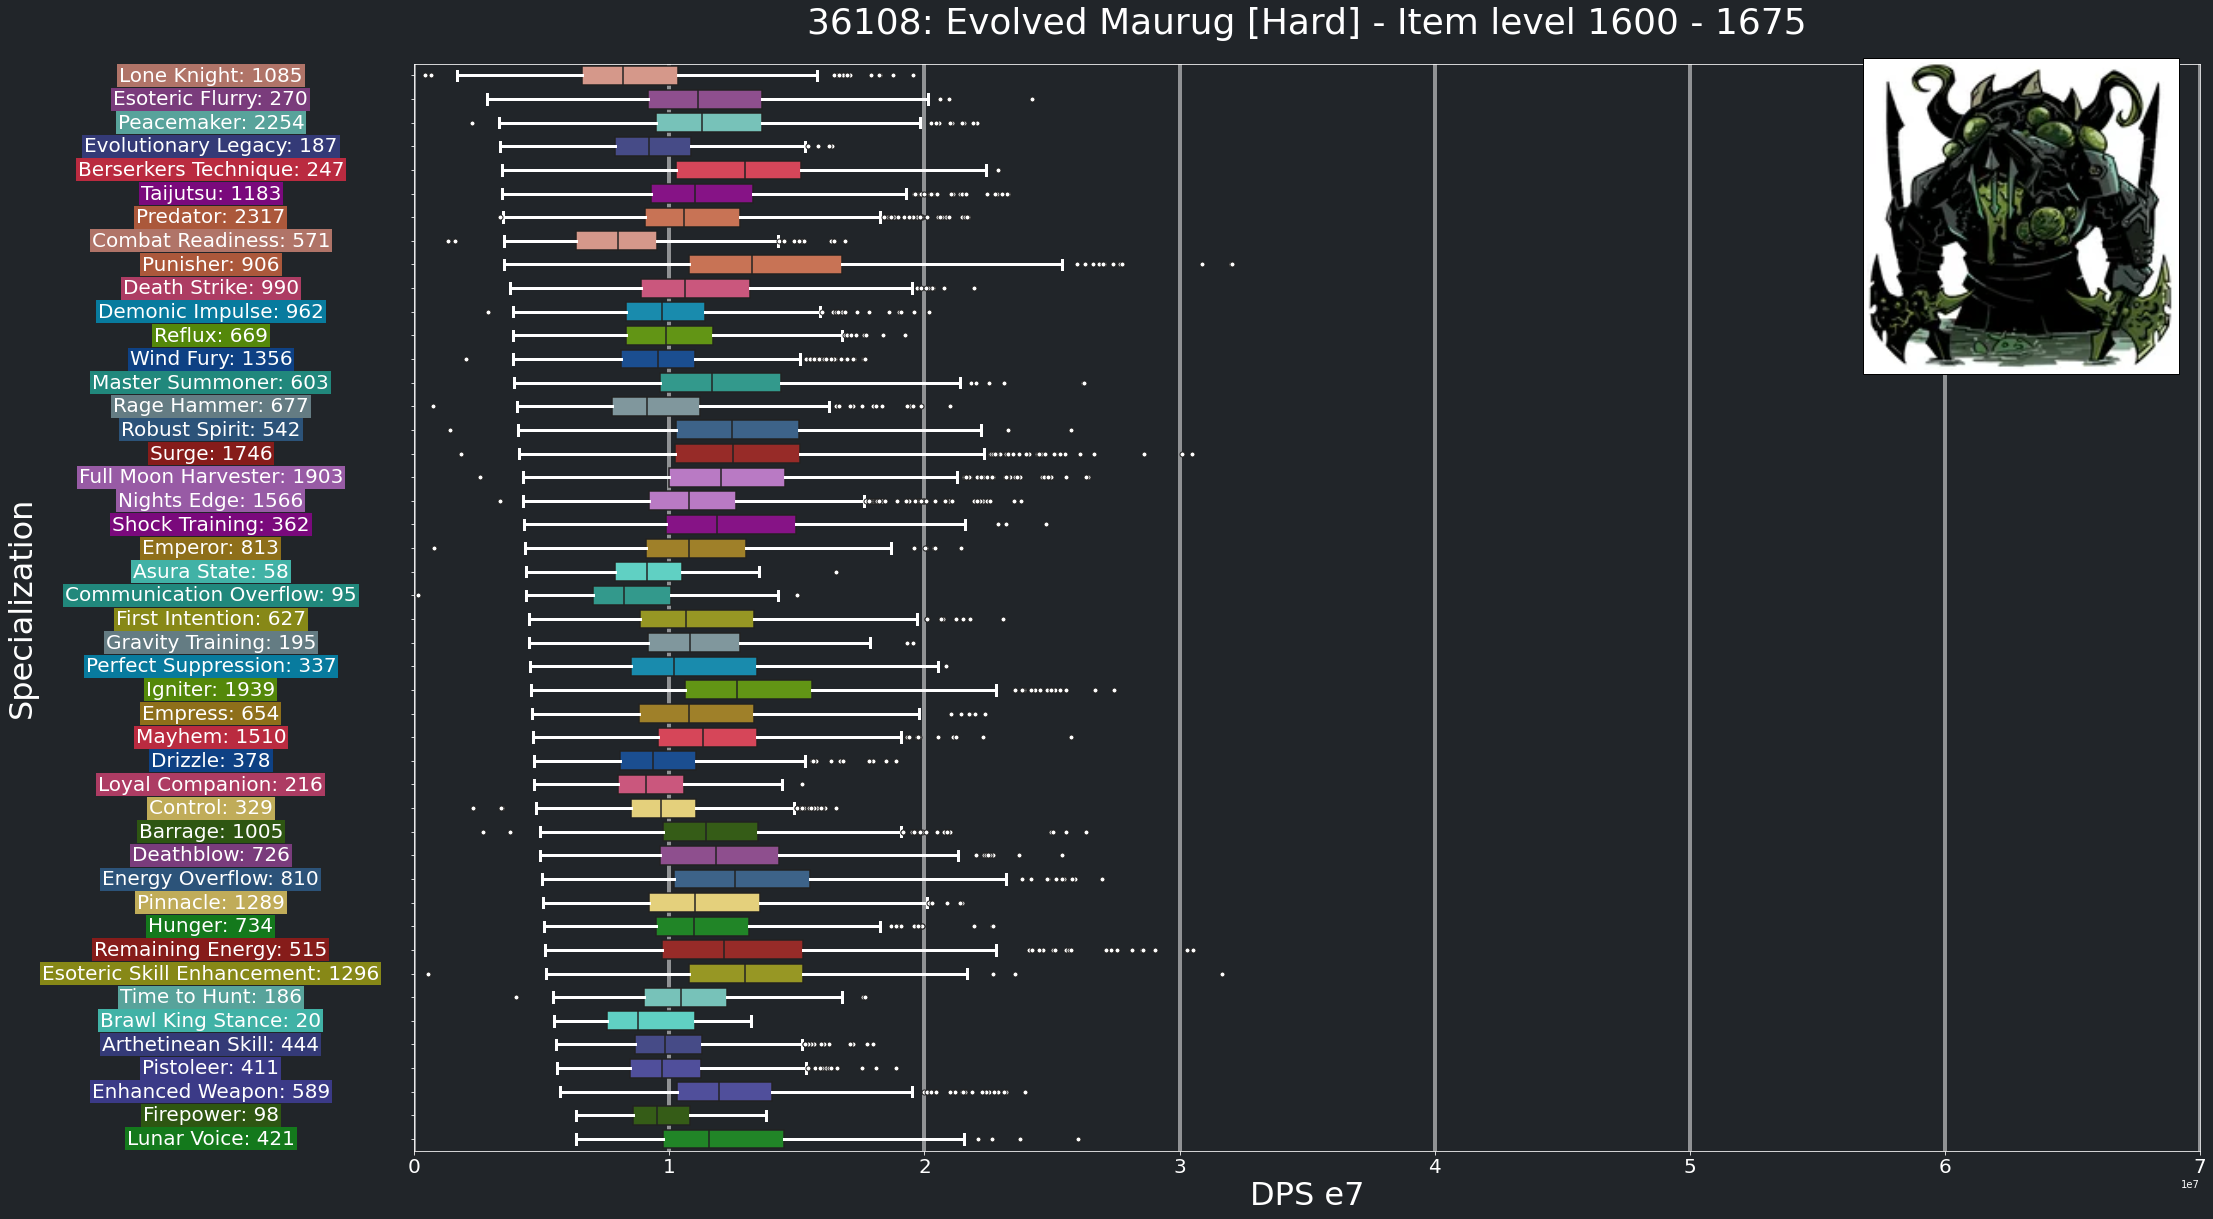 36108: Evolved Maurug [Hard] - Item level 1600 - 1675
Specialization
Lone Knight: 1085
Esoteric Flurry: 270
Peacemaker: 2254
Evolutionary Legacy: 187
Berserkers Technique: 247
Taijutsu: 1183
Predator: 2317
Combat Readiness: 571
Punisher: 906
Death Strike: 990
Demonic Impulse: 962
Reflux: 669
Wind Fury: 1356
Master Summoner: 603
Rage Hammer: 677
Robust Spirit: 542
Surge: 1746
Full Moon Harvester: 1903
Nights Edge: 1566
Shock Training: 362
Emperor: 813
Asura State: 58
Communication Overflow: 95
First Intention: 627
Gravity Training: 195
Perfect Suppression: 337
Igniter: 1939
Empress: 654
Mayhem: 1510
Drizzle: 378
Loyal Companion: 216
Control: 329
Barrage: 1005
Deathblow: 726
Energy Overflow: 810
Pinnacle: 1289
Hunger: 734
Remaining Energy: 515
Esoteric Skill Enhancement: 1296
Time to Hunt: 186
Brawl King Stance: 20
Arthetinean Skill: 444
Pistoleer: 411
Enhanced Weapon: 589
Firepower: 98
Lunar Voice: 421
0 1 2 3 4 5 6 7
1e7
DPS e7